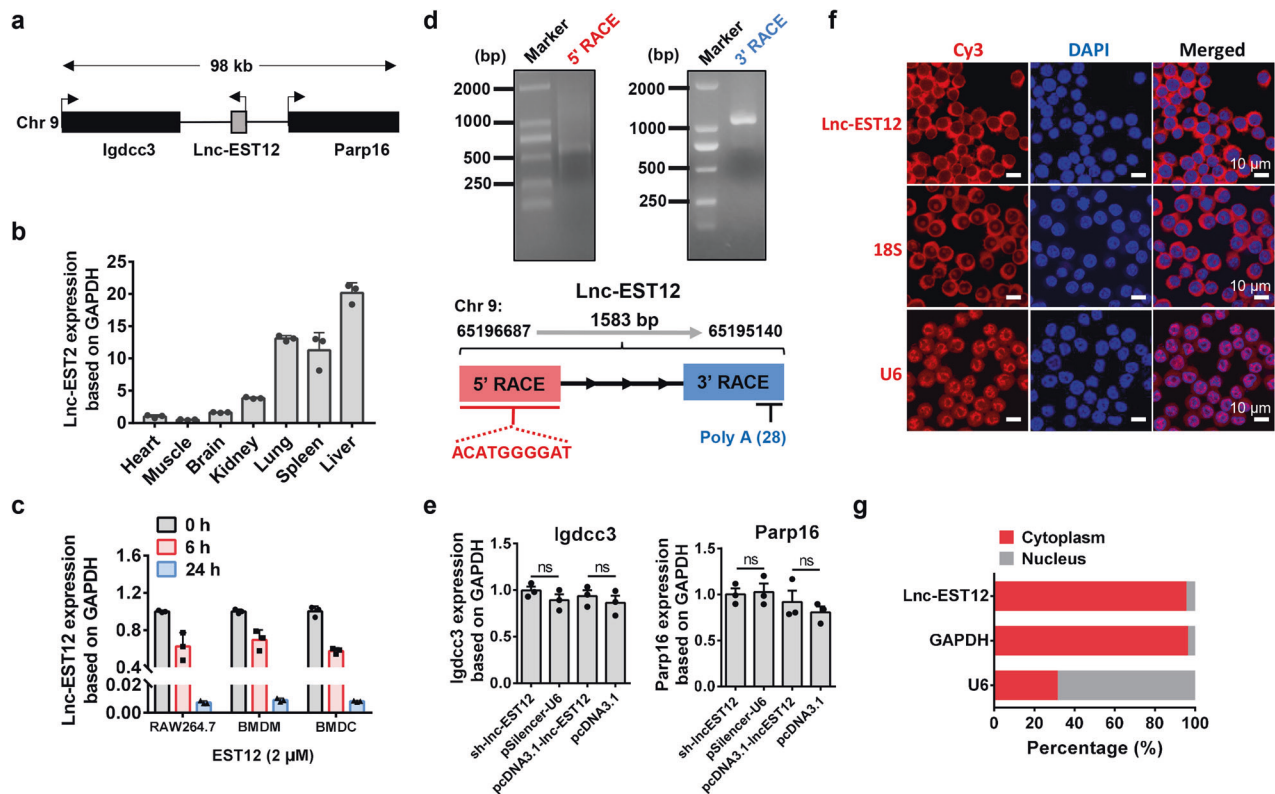 a
98 kb
Chr 9
Igdcc3
Lnc-EST12
Parp16
b
Lnc-EST2 expression
based on GAPDH
25
20
15
10
5
0
Heart
Muscle
Brain
Kidney
Lung
Spleen
Liver
c
0 h
6 h
24 h
Lnc-EST12 expression
based on GAPDH
1.6
1.2
0.8
0.4
0.02
0.00
RAW264.7
BMDM
BMDC
EST12 (2 μM)
d
(bp)
Marker
5' RACE
2000
1000
500
250
(bp)
Marker
3' RACE
2000
1000
500
250
Lnc-EST12
Chr 9:
65196687
1583 bp
65195140
5' RACE
3' RACE
Poly A (28)
ACATGGGGAT
e
Igdcc3
Igdcc3 expression
based on GAPDH
1.5
1.0
0.5
0.0
ns
ns
sh-lncEST12
pSilencer-U6
pcDNA3.1-lncEST12
pcDNA3.1
Parp16
Parp16 expression
based on GAPDH
1.5
1.0
0.5
0.0
ns
ns
sh-lncEST12
pSilencer-U6
pcDNA3.1-lncEST12
pcDNA3.1
f
Cy3
DAPI
Merged
Lnc-EST12
10 μm
18S
10 μm
U6
10 μm
g
Cytoplasm
Nucleus
Lnc-EST12
GAPDH
U6
0 20 40 60 80 100
Percentage (%)